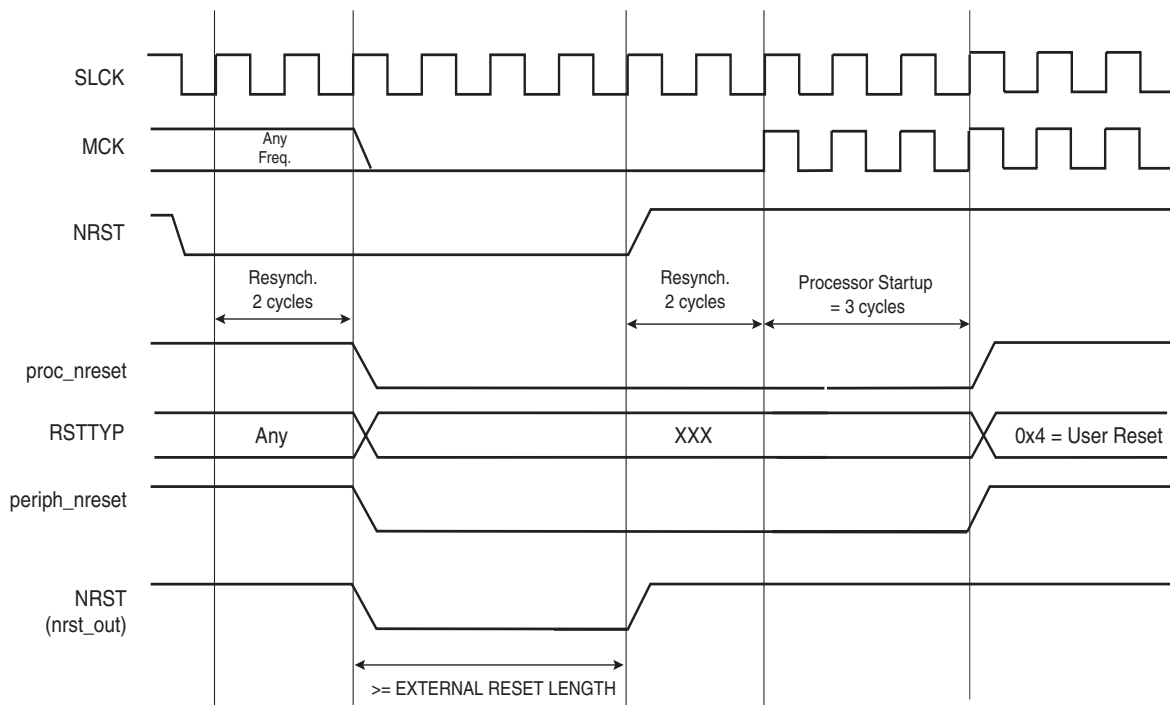 SLCK
MCK
Any
Freq.
NRST
Resynch.
2 cycles
Resynch.
2 cycles
Processor Startup
= 3 cycles
proc_nreset
RSTTYP
Any
XXX
0x4 = User Reset
periph_nreset
NRST
(nrst_out)
>= EXTERNAL RESET LENGTH